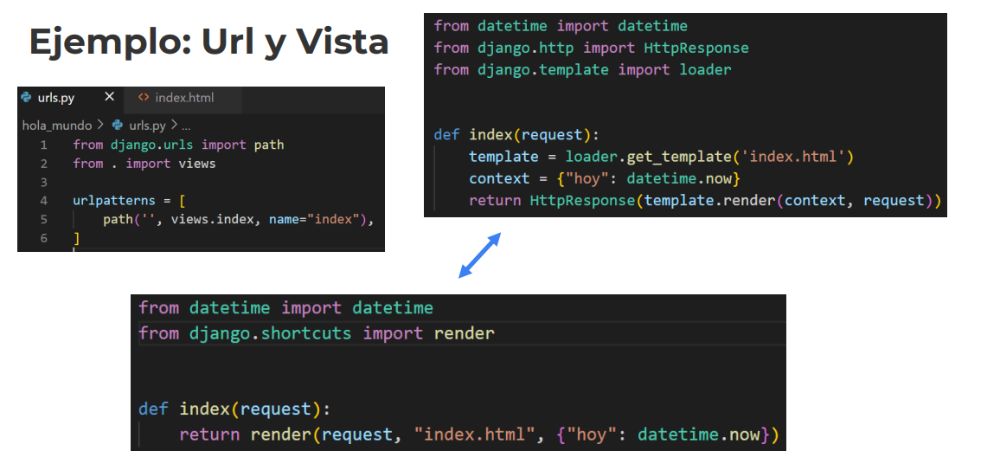 Ejemplo: Url y Vista
urls.py X <> index.html
hola_mundo > urls.py > ...
1 from django.urls import path
2 from . import views
3
4 urlpatterns = [
5     path('', views.index, name="index"),
6 ]
from datetime import datetime
from django.http import HttpResponse
from django.template import loader
def index(request):
    template = loader.get_template('index.html')
    context = {"hoy": datetime.now}
    return HttpResponse(template.render(context, request))
from datetime import datetime
from django.shortcuts import render
def index(request):
    return render(request, "index.html", {"hoy": datetime.now})